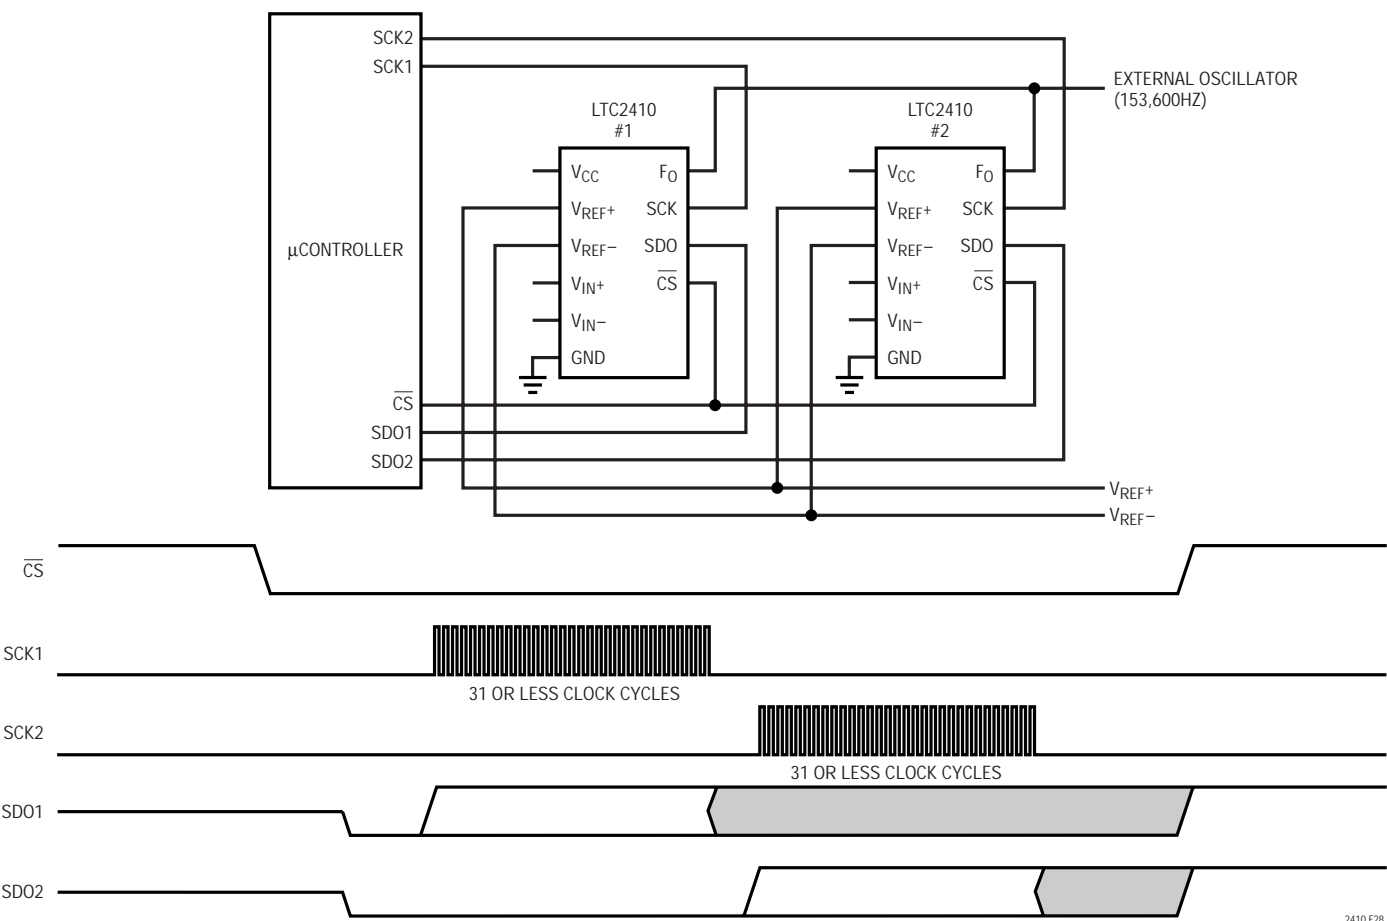 SCK2
SCK1
EXTERNAL OSCILLATOR
(153,600HZ)
LTC2410
#1
LTC2410
#2
VCC
FO
VCC
FO
VREF+
SCK
VREF+
SCK
μCONTROLLER
VREF–
SDO
VREF–
SDO
VIN+
CS
VIN+
CS
VIN–
VIN–
GND
GND
CS
SDO1
SDO2
VREF+
VREF–
CS
SCK1
31 OR LESS CLOCK CYCLES
SCK2
31 OR LESS CLOCK CYCLES
SDO1
SDO2
2410 F28